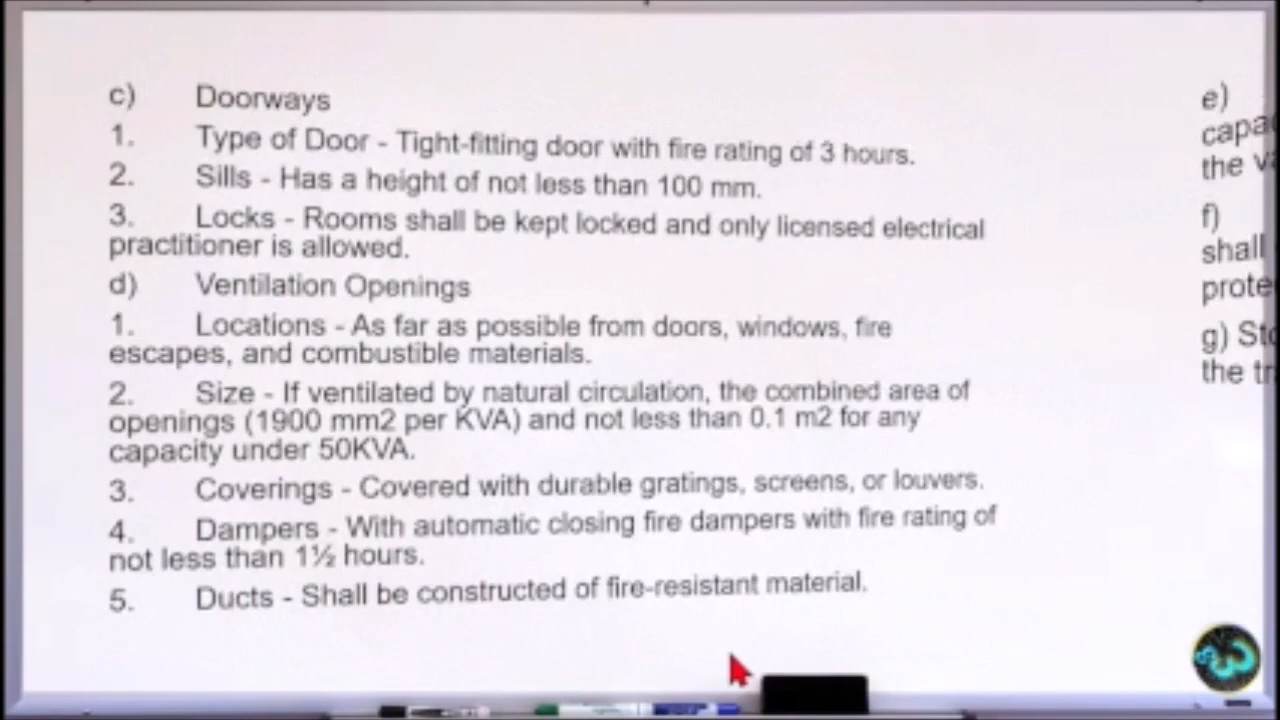 c) Doorways
1. Type of Door - Tight-fitting door with fire rating of 3 hours.
2. Sills - Has a height of not less than 100 mm.
3. Locks - Rooms shall be kept locked and only licensed electrical
practitioner is allowed.
d) Ventilation Openings
1. Locations - As far as possible from doors, windows, fire
escapes, and combustible materials.
2. Size - If ventilated by natural circulation, the combined area of
openings (1900 mm2 per KVA) and not less than 0.1 m2 for any
capacity under 50KVA.
3. Coverings - Covered with durable gratings, screens, or louvers.
4. Dampers - With automatic closing fire dampers with fire rating of
not less than 1½ hours.
5. Ducts - Shall be constructed of fire-resistant material.
e)
capa
the
f)
shall
prote
g) Sto
the tr